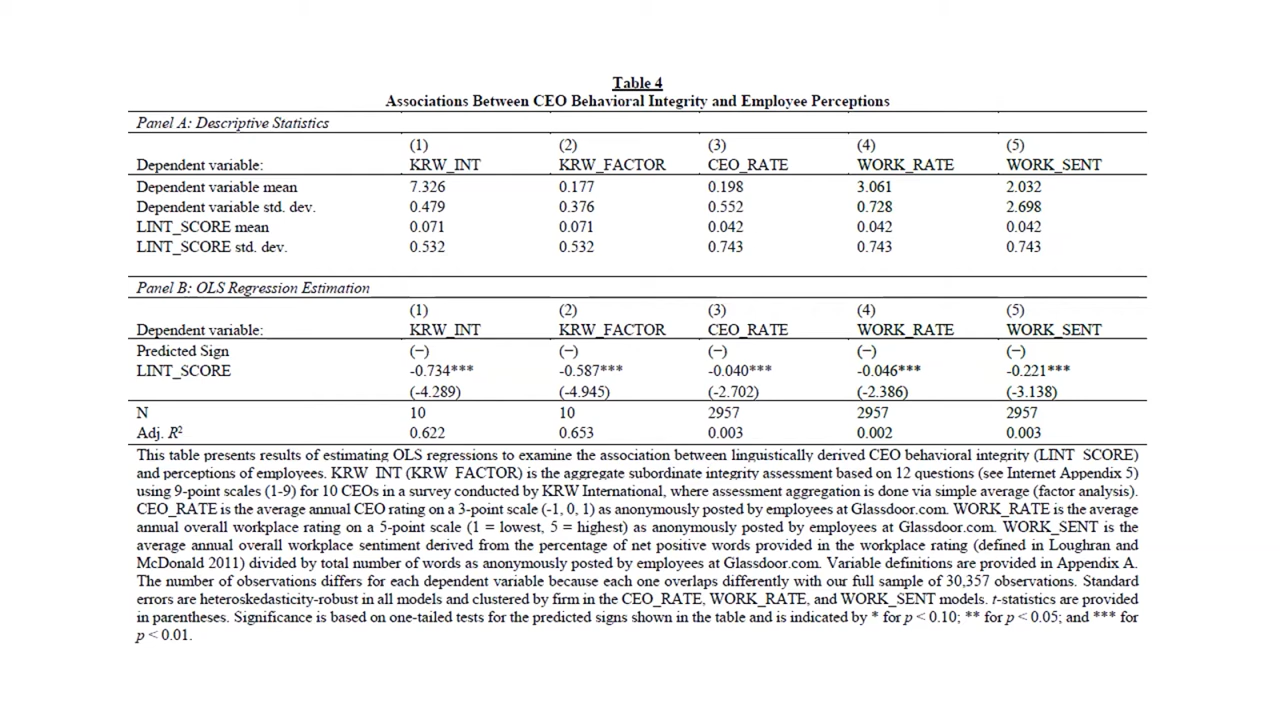 Table 4
Associations Between CEO Behavioral Integrity and Employee Perceptions
Panel A: Descriptive Statistics
(1) (2) (3) (4) (5)
Dependent variable: KRW_INT KRW_FACTOR CEO_RATE WORK_RATE WORK_SENT
Dependent variable mean 7.326 0.177 0.198 3.061 2.032
Dependent variable std. dev. 0.479 0.376 0.552 0.728 2.698
LINT_SCORE mean 0.071 0.071 0.042 0.042 0.042
LINT_SCORE std. dev. 0.532 0.532 0.743 0.743 0.743
Panel B: OLS Regression Estimation
(1) (2) (3) (4) (5)
Dependent variable: KRW_INT KRW_FACTOR CEO_RATE WORK_RATE WORK_SENT
Predicted Sign (−) (−) (−) (−) (−)
LINT_SCORE -0.734*** -0.587*** -0.040*** -0.046*** -0.221***
(-4.289) (-4.945) (-2.702) (-2.386) (-3.138)
N 10 10 2957 2957 2957
Adj. R² 0.622 0.653 0.003 0.002 0.003
This table presents results of estimating OLS regressions to examine the association between linguistically derived CEO behavioral integrity (LINT_SCORE)
and perceptions of employees. KRW_INT (KRW_FACTOR) is the aggregate subordinate integrity assessment based on 12 questions (see Internet Appendix 5)
using 9-point scales (1-9) for 10 CEOs in a survey conducted by KRW International, where assessment aggregation is done via simple average (factor analysis).
CEO_RATE is the average annual CEO rating on a 3-point scale (-1, 0, 1) as anonymously posted by employees at Glassdoor.com. WORK_RATE is the average
annual overall workplace rating on a 5-point scale (1 = lowest, 5 = highest) as anonymously posted by employees at Glassdoor.com. WORK_SENT is the
average annual overall workplace sentiment derived from the percentage of net positive words provided in the workplace rating (defined in Loughran and
McDonald 2011) divided by total number of words as anonymously posted by employees at Glassdoor.com. Variable definitions are provided in Appendix A.
The number of observations differs for each dependent variable because each one overlaps differently with our full sample of 30,357 observations. Standard
errors are heteroskedasticity-robust in all models and clustered by firm in the CEO_RATE, WORK_RATE, and WORK_SENT models. t-statistics are provided
in parentheses. Significance is based on one-tailed tests for the predicted signs shown in the table and is indicated by * for p < 0.10; ** for p < 0.05; and *** for
p < 0.01.